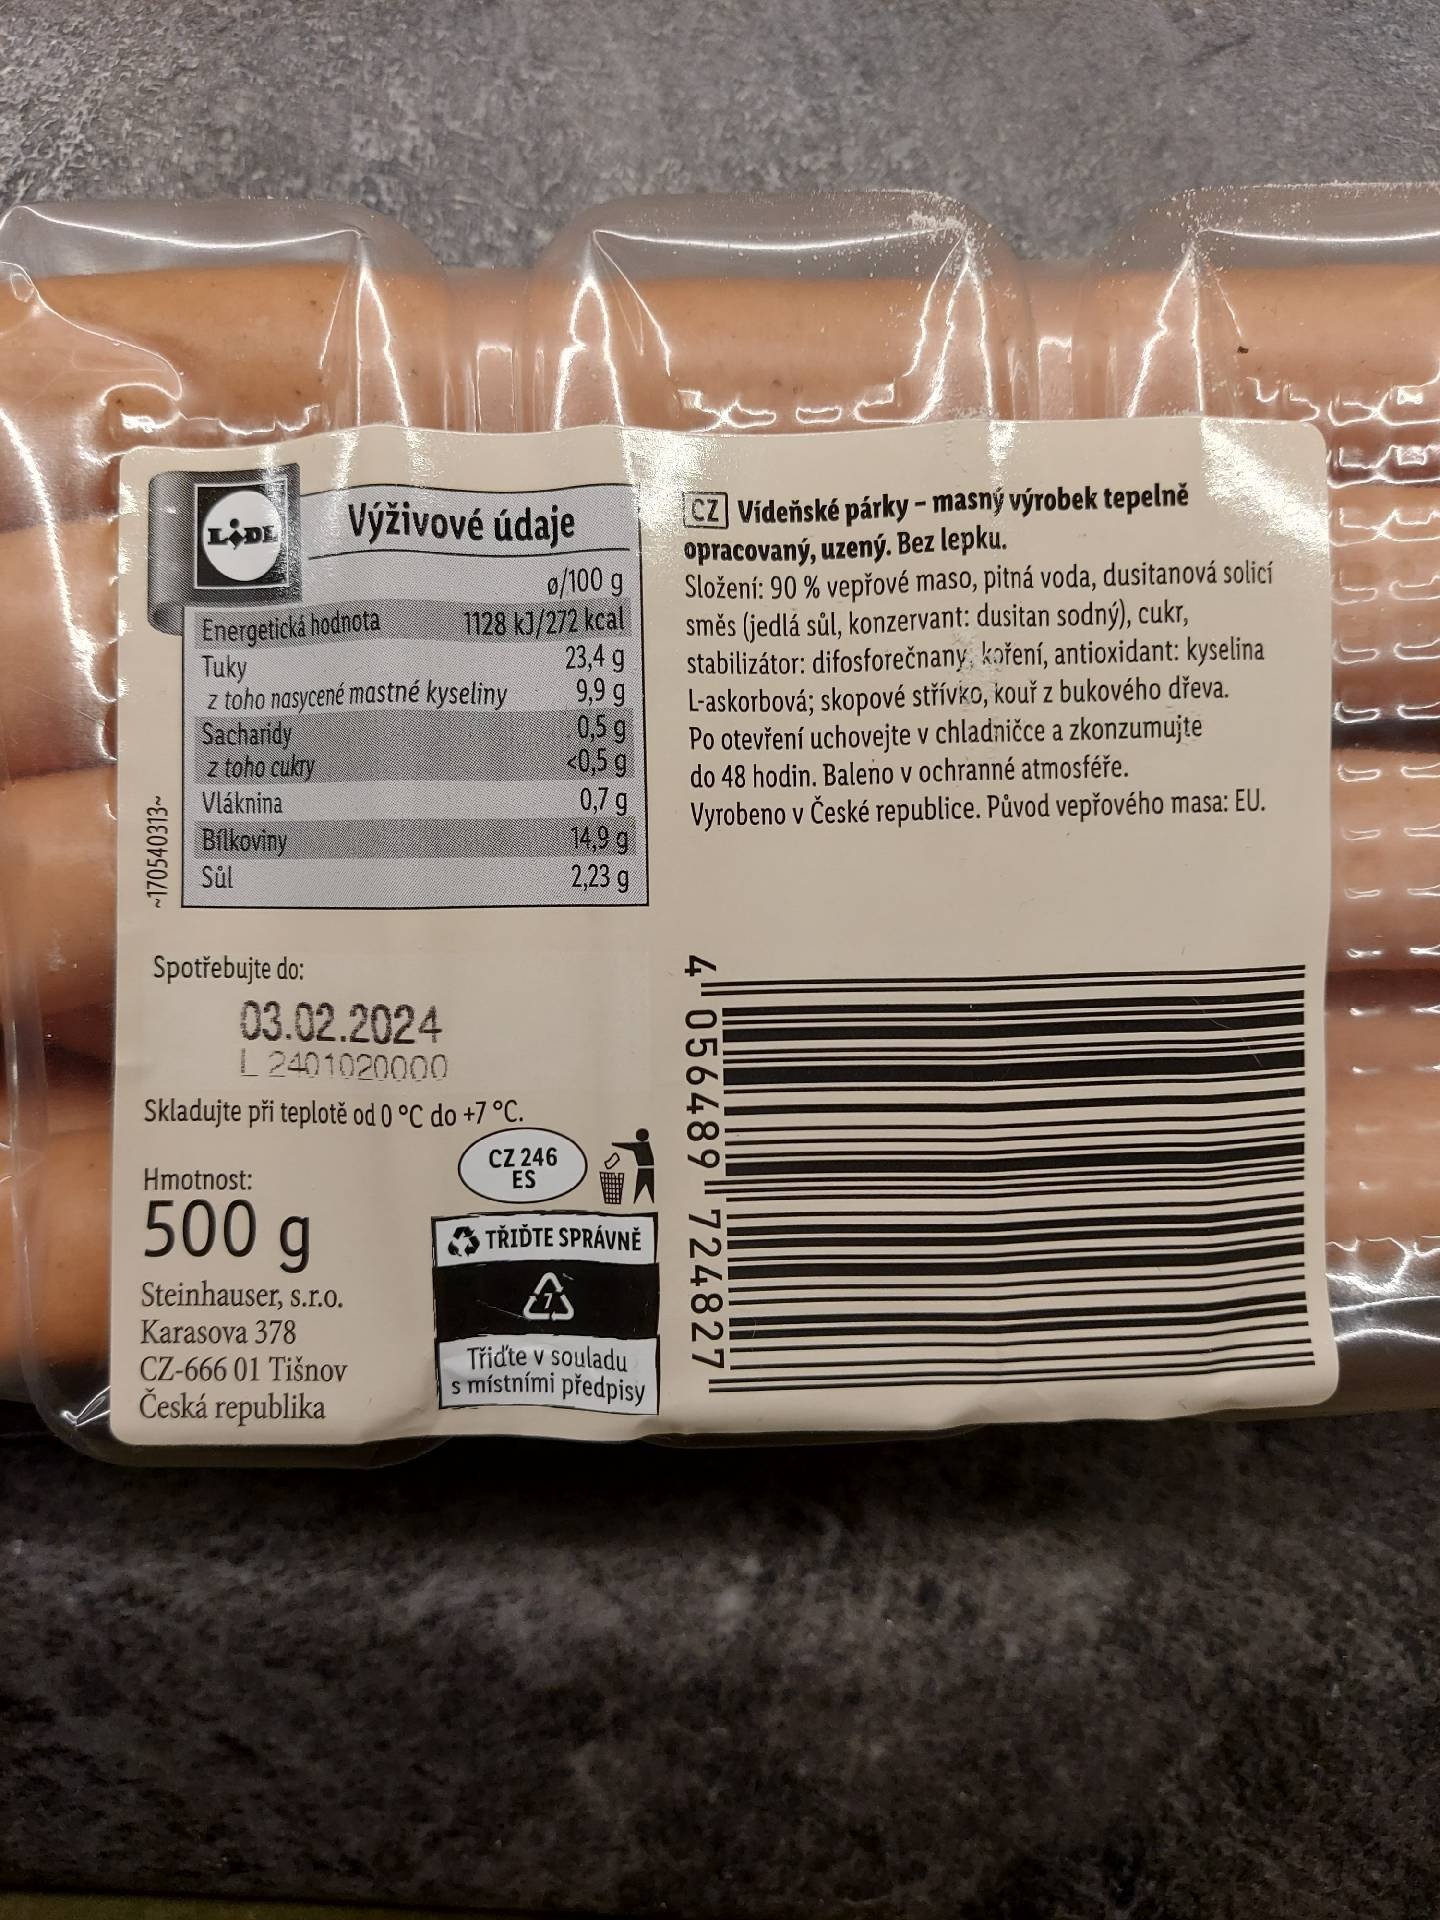 LIDL
Výživové údaje
ø/100 g
Energetická hodnota 1128 kJ/272 kcal
Tuky 23,4 g
z toho nasycené mastné kyseliny 9,9 g
Sacharidy 0,5 g
z toho cukry <0,5 g
Vláknina 0,7 g
Bílkoviny 14,9 g
Sůl 2,23 g
~170540313~
CZ Vídeňské párky – masný výrobek tepelně
opracovaný, uzený. Bez lepku.
Složení: 90 % vepřové maso, pitná voda, dusitanová solicí
směs (jedlá sůl, konzervant: dusitan sodný), cukr,
stabilizátor: difosforečnany, koření, antioxidant: kyselina
L-askorbová; skopové střívko, kouř z bukového dřeva.
Po otevření uchovejte v chladničce a zkonzumujte
do 48 hodin. Baleno v ochranné atmosféře.
Vyrobeno v České republice. Původ vepřového masa: EU.
Spotřebujte do:
03.02.2024
L 2401020000
Skladujte při teplotě od 0 °C do +7 °C.
Hmotnost:
500 g
Steinhauser, s.r.o.
Karasova 378
CZ-666 01 Tišnov
Česká republika
CZ 246
ES
TŘIĎTE SPRÁVNĚ
7
Třiďte v souladu
s místními předpisy
4 056489 724827